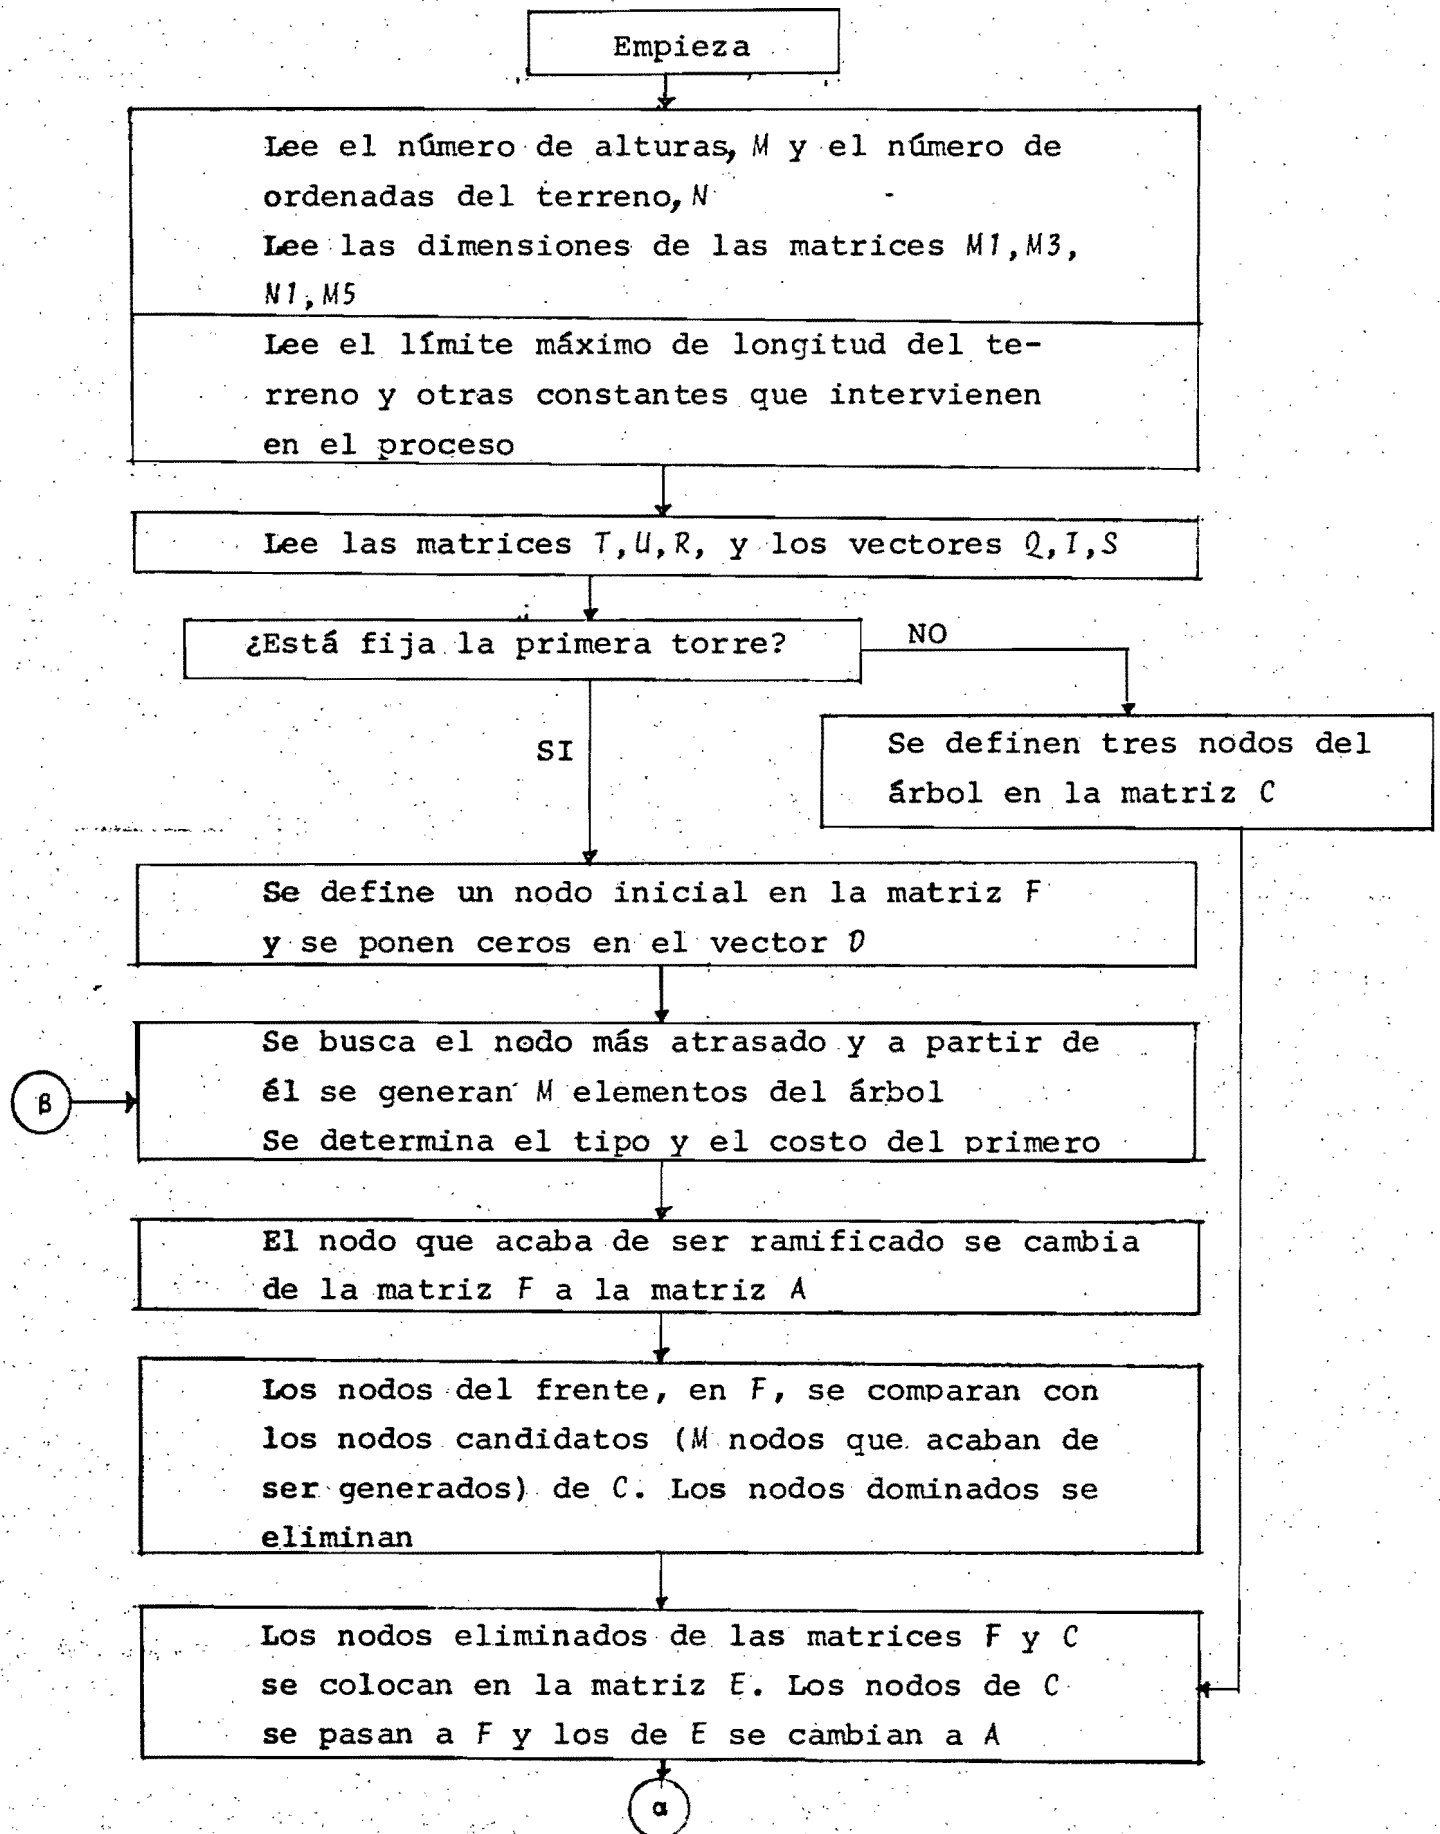 Empieza
Lee el número de alturas, M y el número de
ordenadas del terreno, N
Lee las dimensiones de las matrices M1,M3,
N1,M5
Lee el límite máximo de longitud del te-
rreno y otras constantes que intervienen
en el proceso
Lee las matrices T,U,R, y los vectores Q,I,S
¿Está fija la primera torre?
NO
SI
Se definen tres nodos del
árbol en la matriz C
Se define un nodo inicial en la matriz F
y se ponen ceros en el vector D
Se busca el nodo más atrasado y a partir de
él se generan M elementos del árbol
Se determina el tipo y el costo del primero
β
El nodo que acaba de ser ramificado se cambia
de la matriz F a la matriz A
Los nodos del frente, en F, se comparan con
los nodos candidatos (M nodos que acaban de
ser generados) de C. Los nodos dominados se
eliminan
Los nodos eliminados de las matrices F y C
se colocan en la matriz E. Los nodos de C
se pasan a F y los de E se cambian a A
α